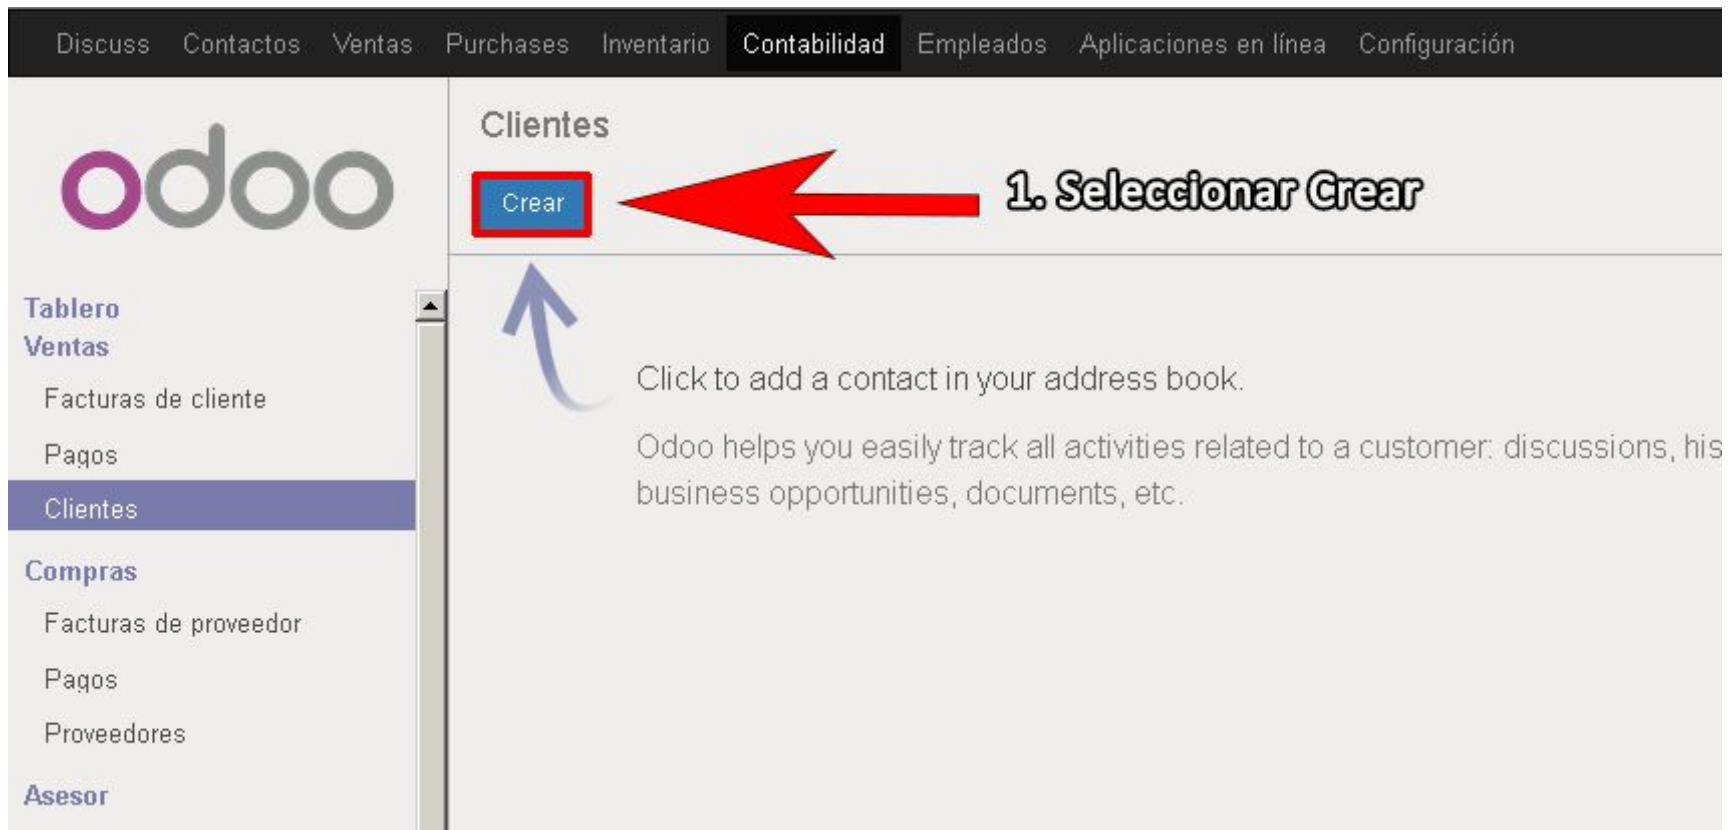 Discuss Contactos Ventas Purchases Inventario Contabilidad Empleados Aplicaciones en línea Configuración
odoo
Clientes
Crear
1. Seleccionar Crear
Tablero
Ventas
Facturas de cliente
Pagos
Clientes
Compras
Facturas de proveedor
Pagos
Proveedores
Asesor
Click to add a contact in your address book.
Odoo helps you easily track all activities related to a customer: discussions, his
business opportunities, documents, etc.